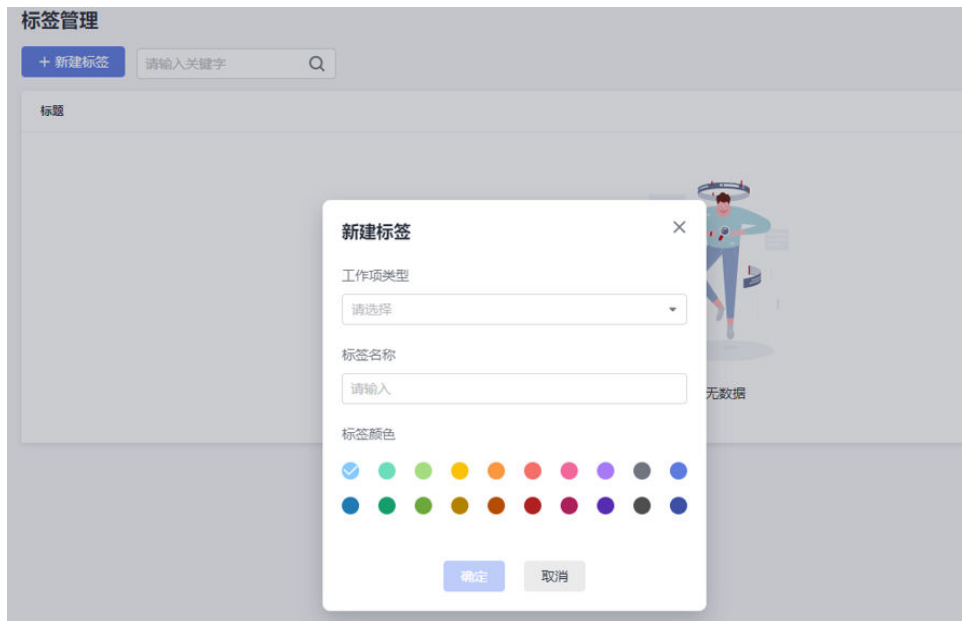 标签管理
+ 新建标签
请输入关键字
标题
新建标签
工作项类型
请选择
标签名称
请输入
无数据
标签颜色
确定
取消